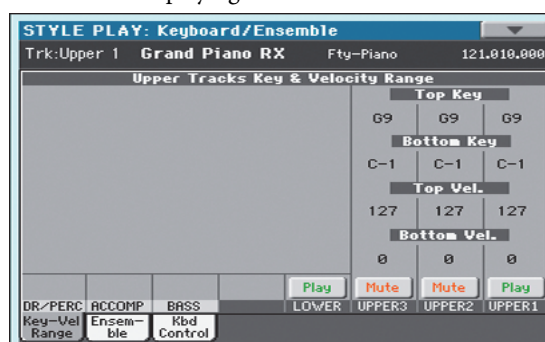 STYLE PLAY: Keyboard/Ensemble
Trk:Upper 1 Grand Piano RX Fty-Piano 121.010.000
Upper Tracks Key & Velocity Range
Top Key
G9 G9 G9
Bottom Key
C-1 C-1 C-1
Top Vel.
127 127 127
Bottom Vel.
0 0 0
Play Mute Mute Play
DR/PERC ACCOMP BASS LOWER UPPER3 UPPER2 UPPER1
Key-Vel Ensem- Kbd
Range ble Control